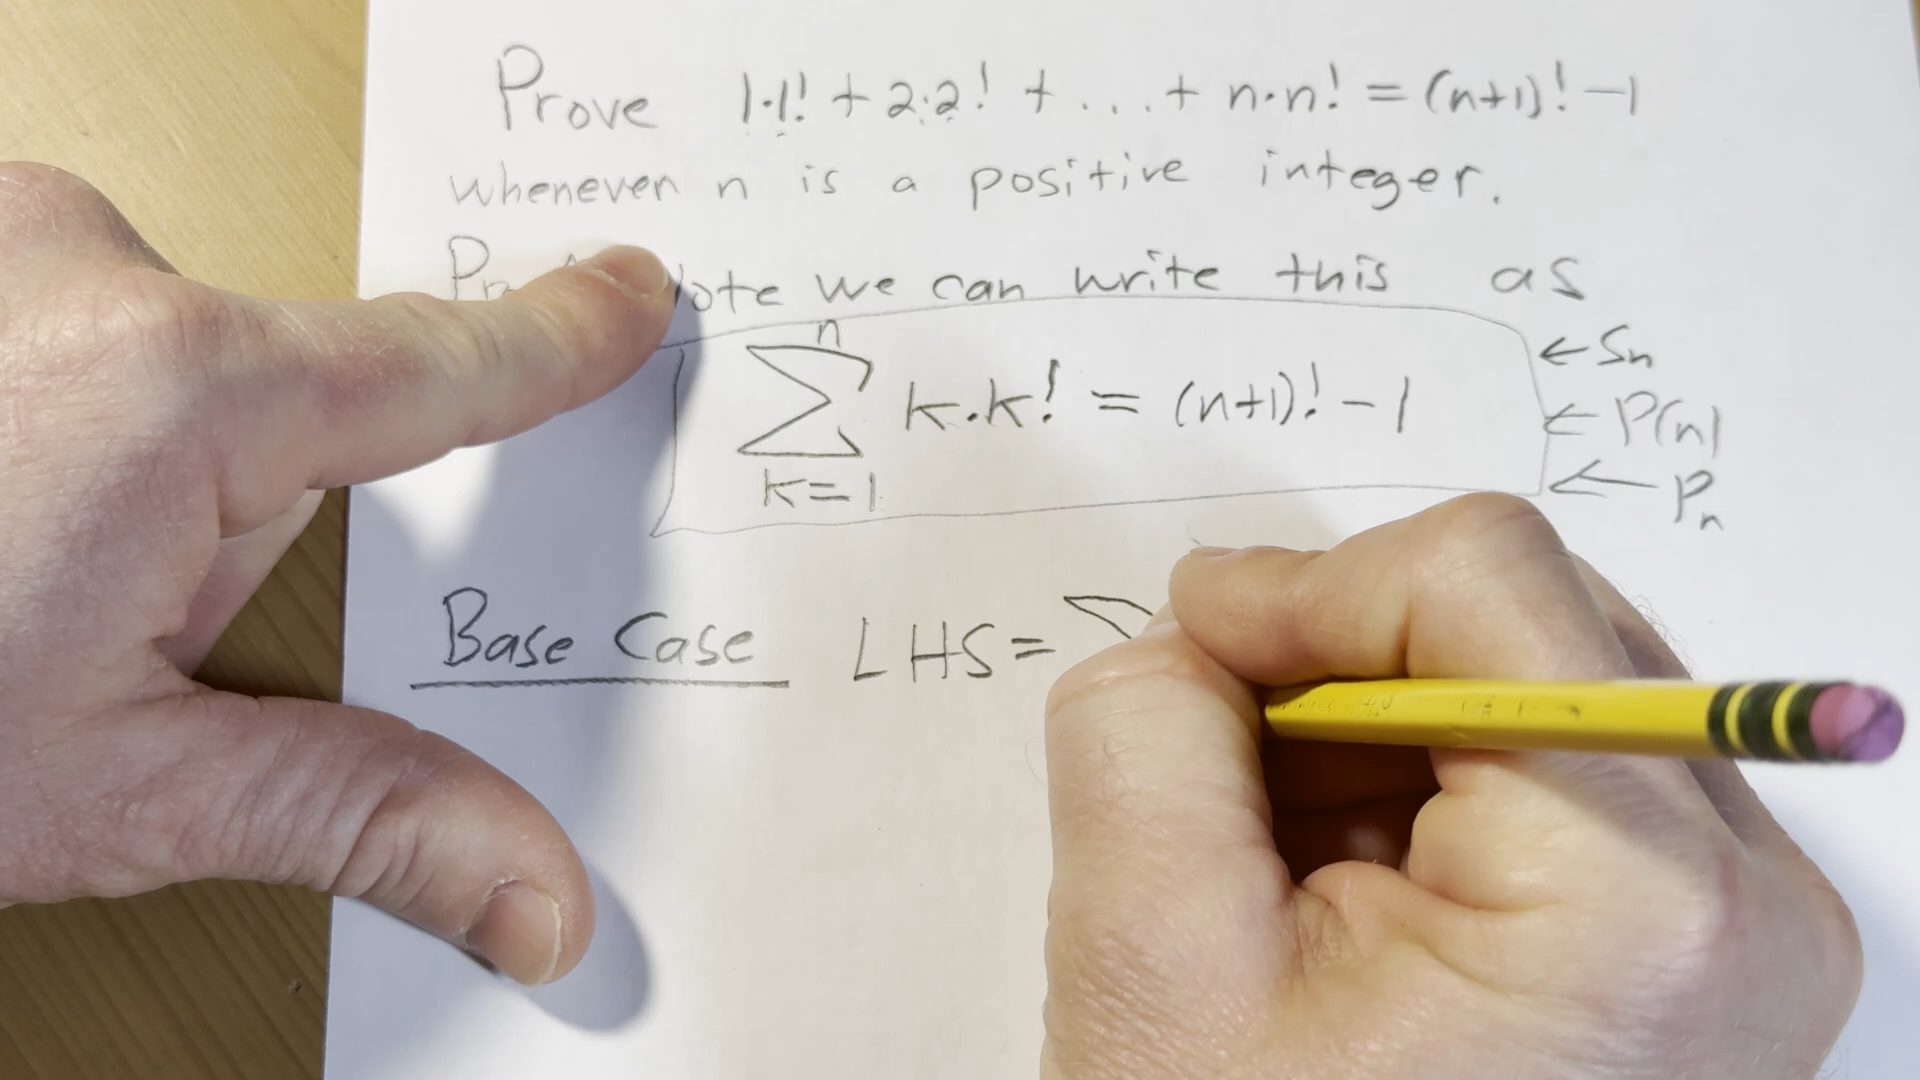 Prove 1·1! + 2·2! + ... + n·n! = (n+1)! - 1
whenever n is a positive integer.
we can write this as
n
∑ k·k! = (n+1)! - 1
k=1
← Sn
← P(n)
← Pn
Base Case LHS = ∑